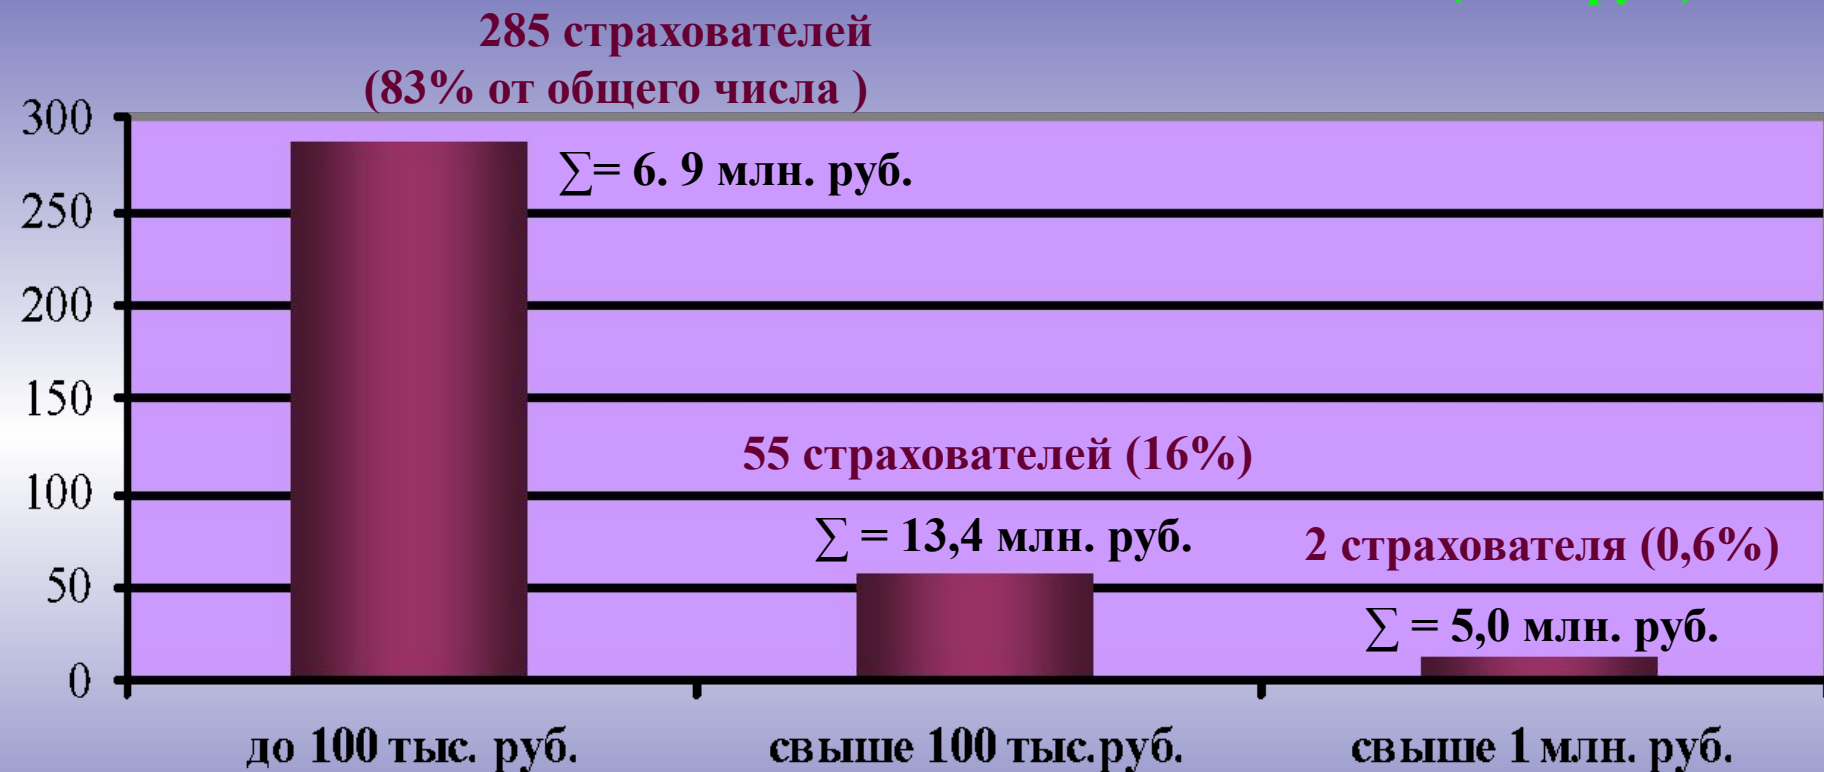 285 страхователей
(83% от общего числа )
300
∑= 6. 9 млн. руб.
250
200
150
55 страхователей (16%)
100
∑ = 13,4 млн. руб.
2 страхователя (0,6%)
50
∑ = 5,0 млн. руб.
0
до 100 тыс. руб.
свыше 100 тыс.руб.
свыше 1 млн. руб.